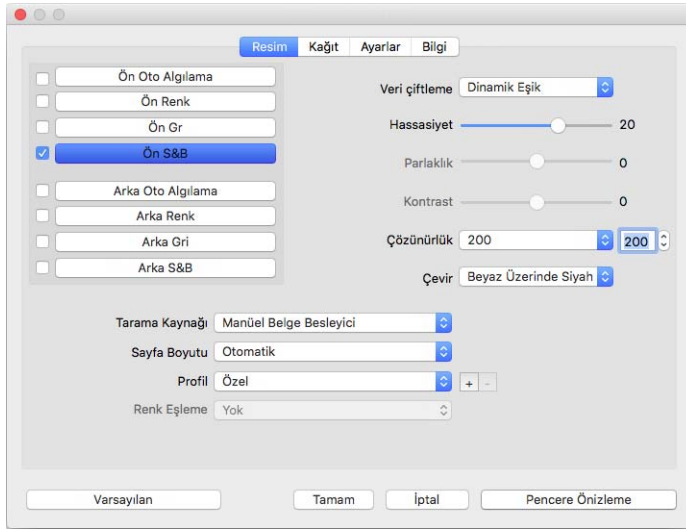 Resim Kağıt Ayarlar Bilgi
Ön Oto Algılama
Ön Renk
Ön Gr
Ön S&B
Arka Oto Algılama
Arka Renk
Arka Gri
Arka S&B
Veri çiftleme Dinamik Eşik
Hassasiyet 20
Parlaklık 0
Kontrast 0
Çözünürlük 200 200
Çevir Beyaz Üzerinde Siyah
Tarama Kaynağı Manüel Belge Besleyici
Sayfa Boyutu Otomatik
Profil Özel + -
Renk Eşleme Yok
Varsayılan Tamam İptal Pencere Önizleme